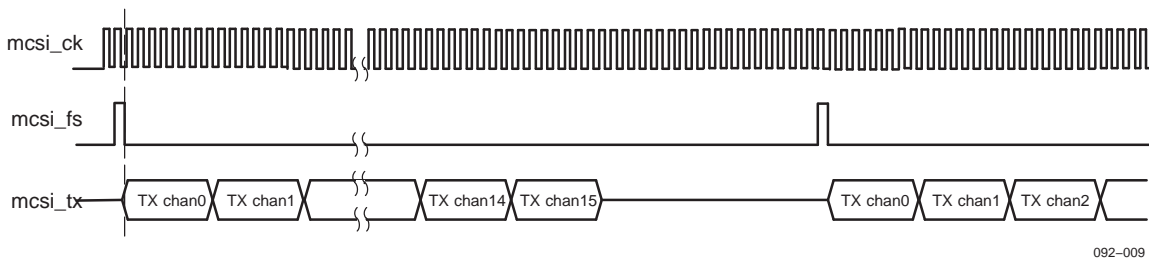 mcsi_ck
mcsi_fs
mcsi_tx TX chan0 TX chan1 TX chan14 TX chan15 TX chan0 TX chan1 TX chan2
092–009